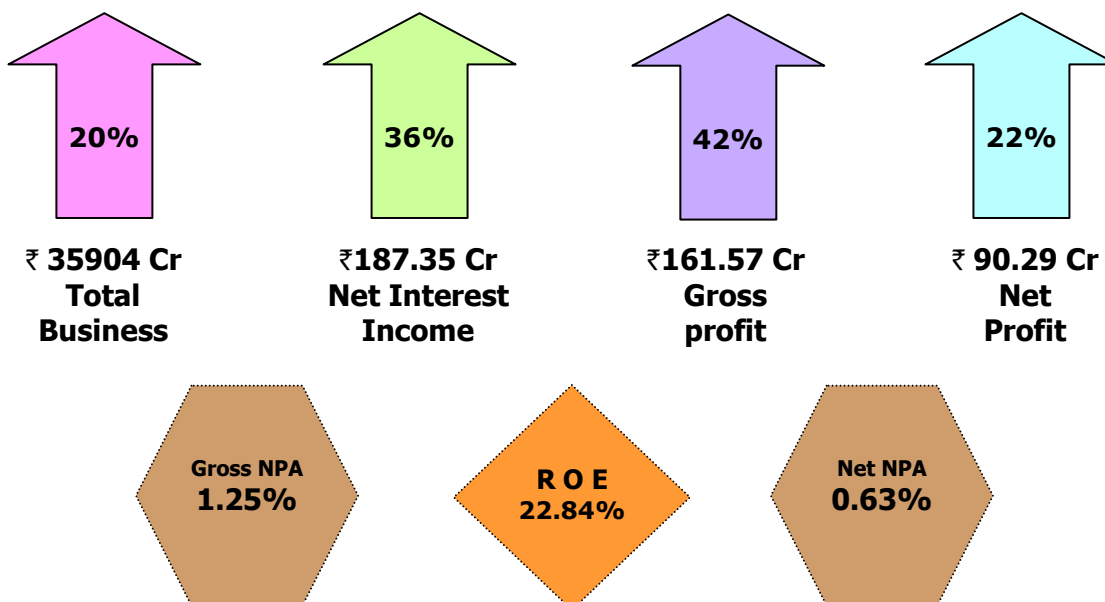 20%
36%
42%
22%
₹ 35904 Cr
Total
Business
₹187.35 Cr
Net Interest
Income
₹161.57 Cr
Gross
profit
₹ 90.29 Cr
Net
Profit
Gross NPA
1.25%
R O E
22.84%
Net NPA
0.63%